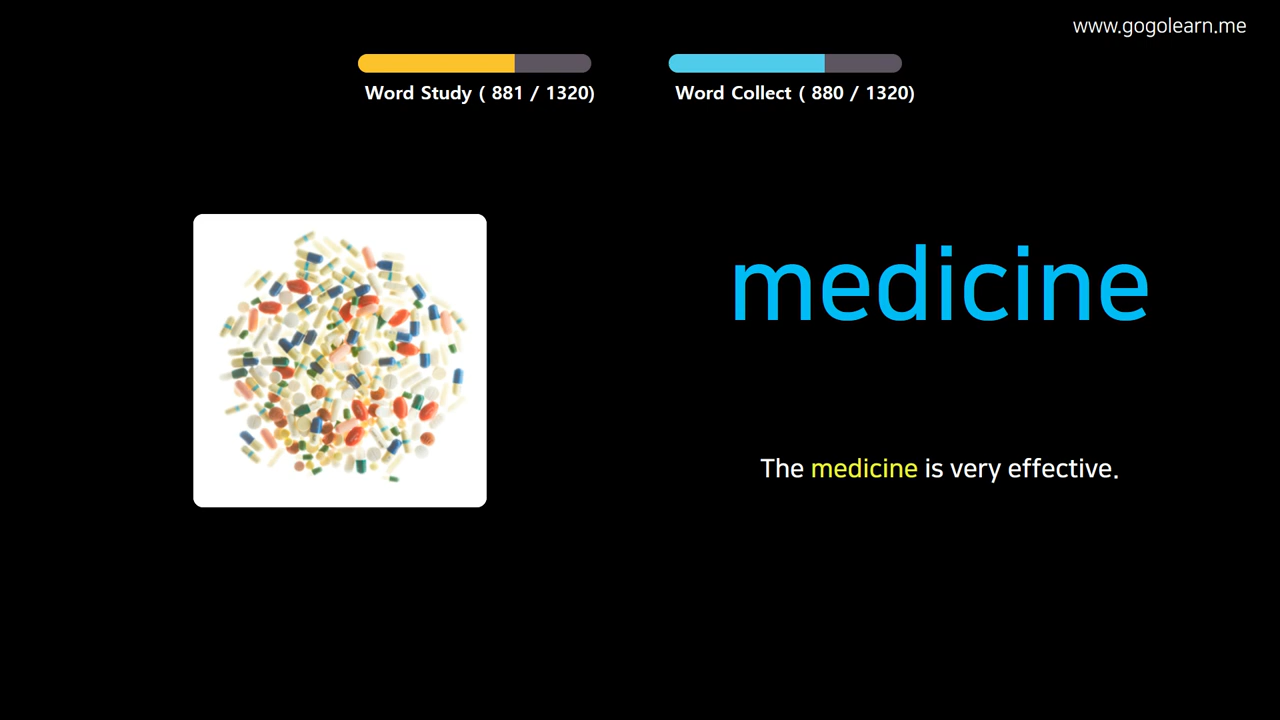 www.gogolearn.me
Word Study ( 881 / 1320)
Word Collect ( 880 / 1320)
medicine
The medicine is very effective.